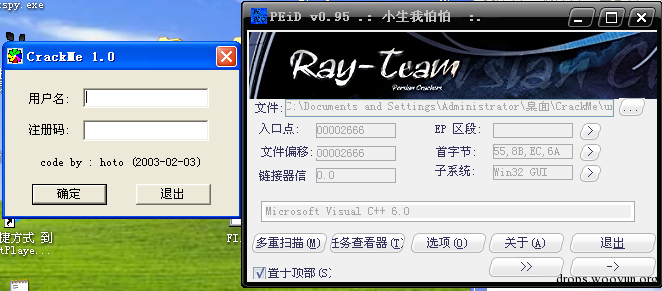 spy.exe
CrackMe 1.0
用户名:
注册码:
code by : hoto (2003-02-03)
确定
退出
捷方式 到
tPlaye...
FI
PEiD v0.95 .: 小生我怕怕 :.
Ray-Team
Persian Crackers
文件: C:\Documents and Settings\Administrator\桌面\CrackMe\u ...
入口点: 00002666
EP 区段: >
文件偏移: 00002666
首字节: 55,8B,EC,6A >
链接器信 0.0
子系统: Win32 GUI >
Microsoft Visual C++ 6.0
多重扫描(M)
任务查看器(T)
选项(O)
关于(A)
退出
置于顶部(S)
>>
->
drops.wooyun.org